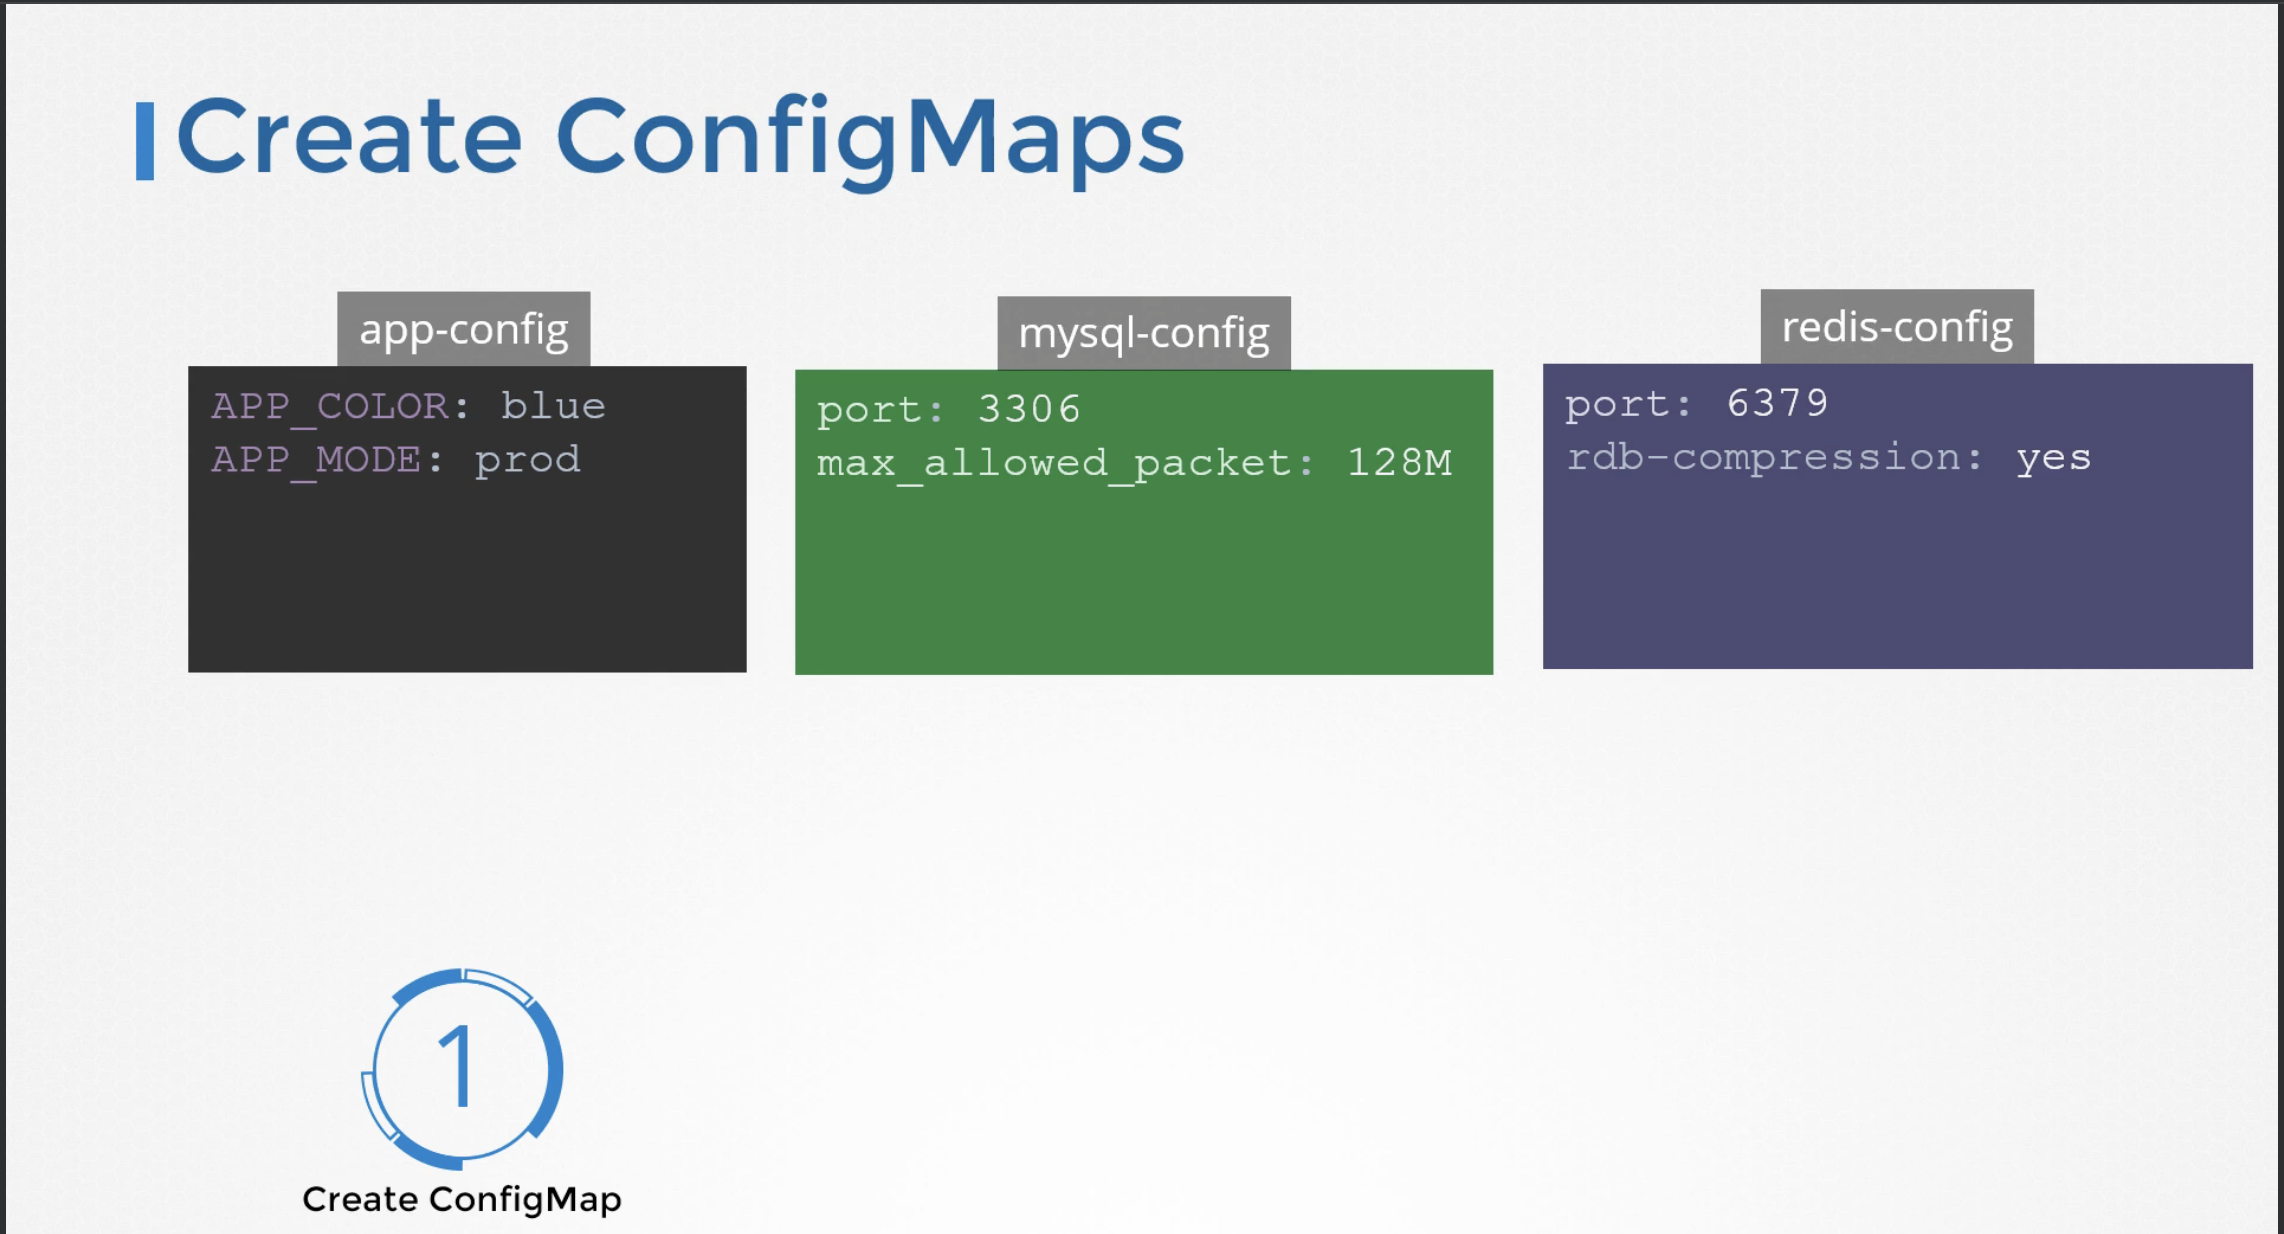 Create ConfigMaps
app-config
APP_COLOR: blue
APP_MODE: prod
mysql-config
port: 3306
max_allowed_packet: 128M
redis-config
port: 6379
rdb-compression: yes
1
Create ConfigMap